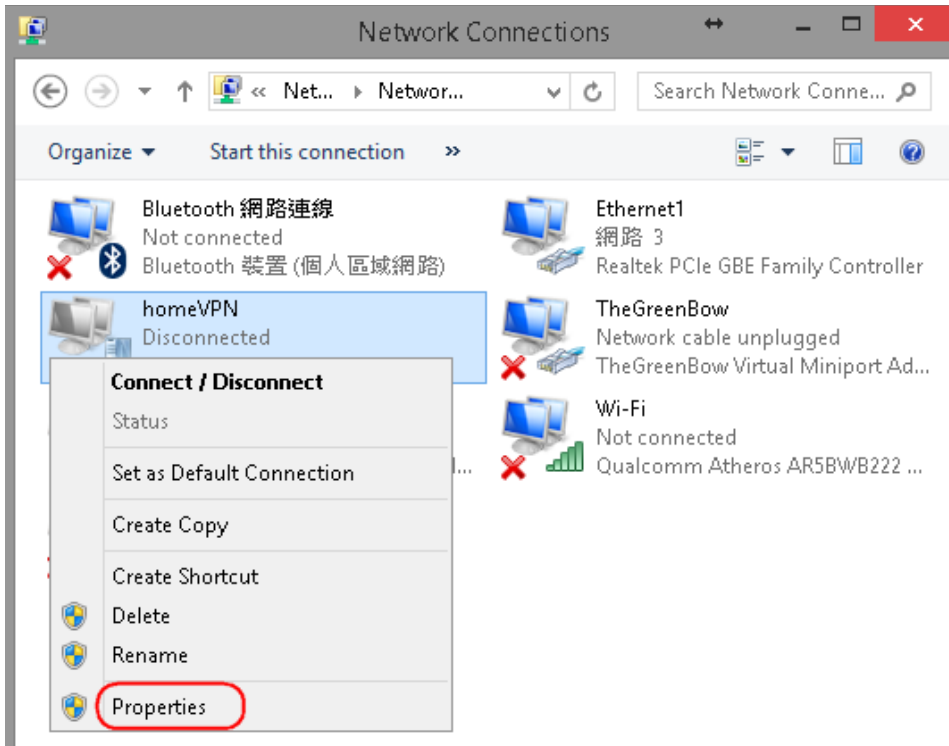 Network Connections
« Net... Networ...
Search Network Conne...
Organize
Start this connection »
Bluetooth 網路連線
Not connected
Bluetooth 裝置 (個人區域網路)
Ethernet1
網路 3
Realtek PCIe GBE Family Controller
homeVPN
Disconnected
TheGreenBow
Network cable unplugged
TheGreenBow Virtual Miniport Ad...
Wi-Fi
Not connected
Qualcomm Atheros AR5BWB222 ...
Connect / Disconnect
Status
Set as Default Connection
Create Copy
Create Shortcut
Delete
Rename
Properties